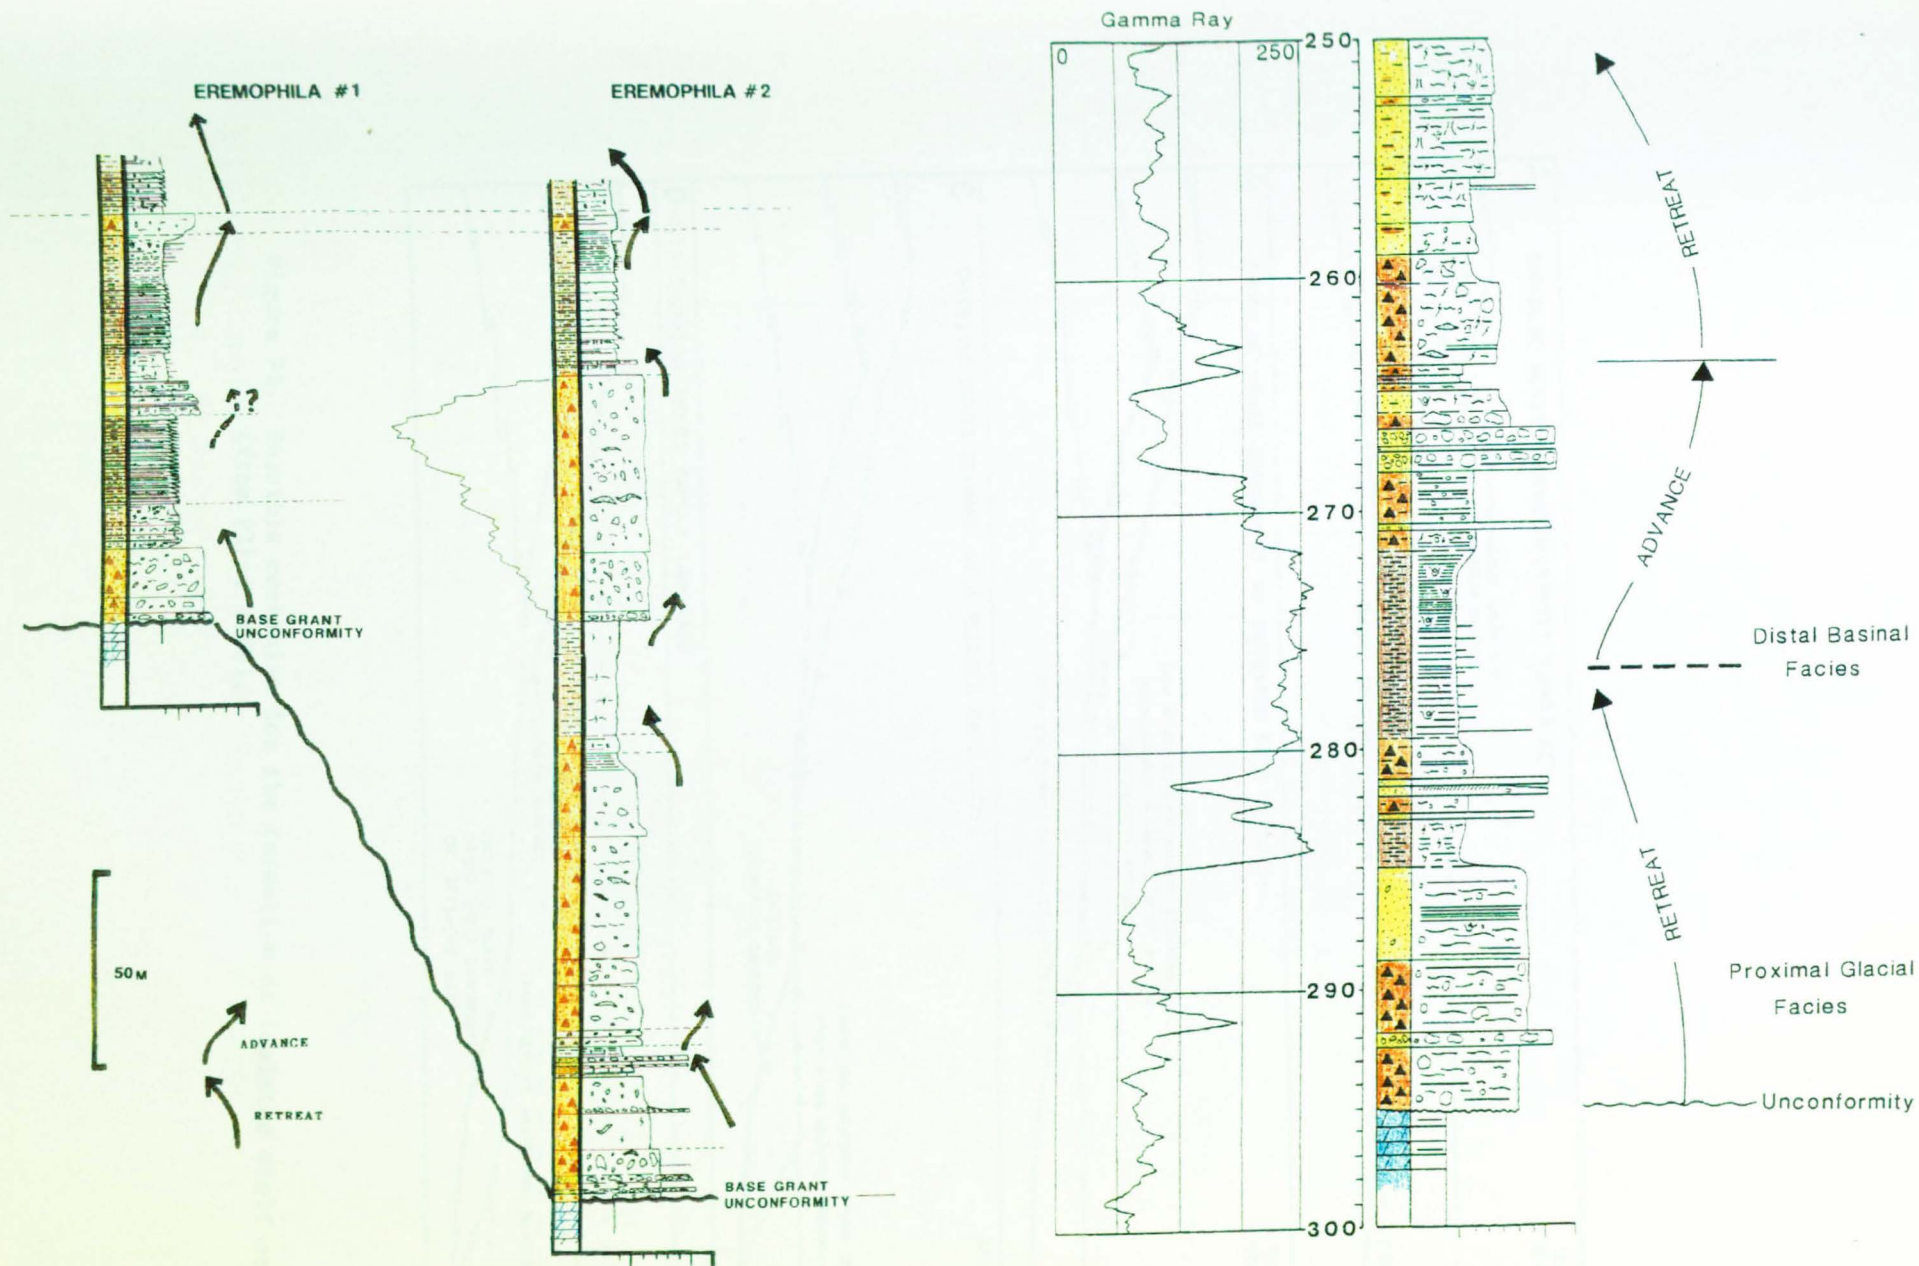 EREMOPHILA #1
EREMOPHILA #2
BASE GRANT
UNCONFORMITY
50M
ADVANCE
RETREAT
??
BASE GRANT
UNCONFORMITY
Gamma Ray
0
250
250
260
270
280
290
300
RETREAT
ADVANCE
RETREAT
Distal Basinal
Facies
Proximal Glacial
Facies
Unconformity